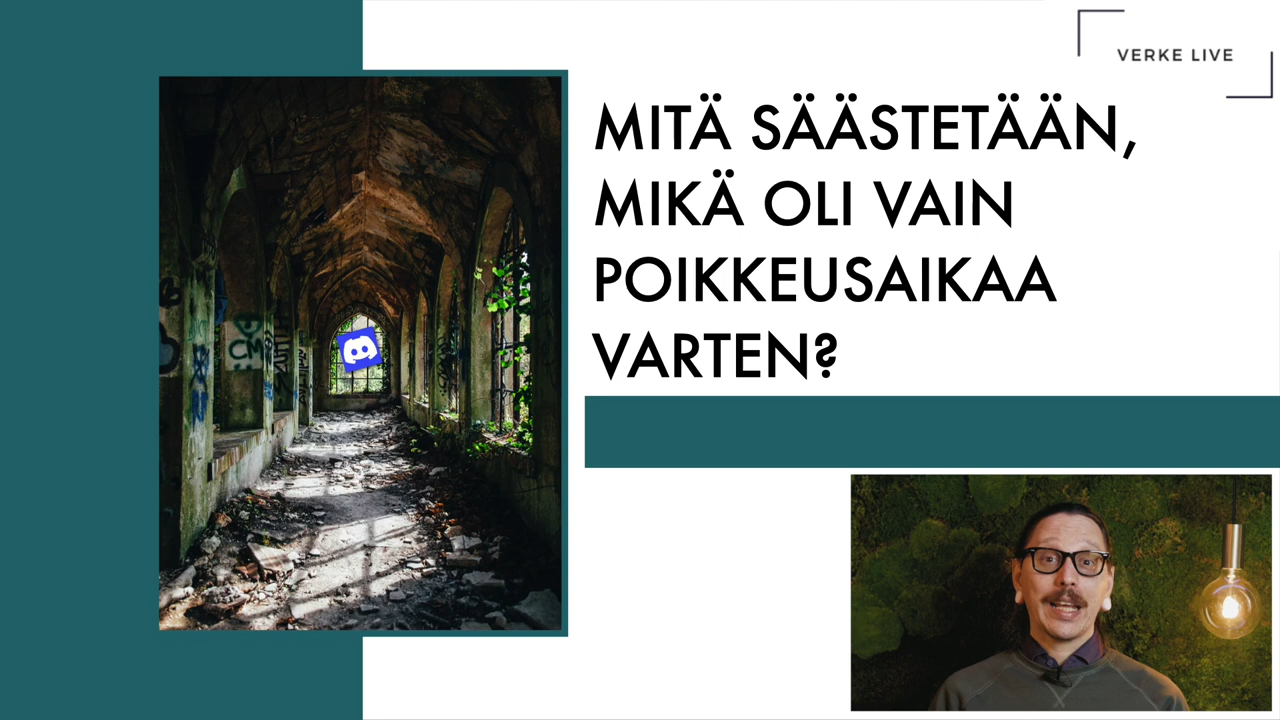 VERKE LIVE
MITÄ SÄÄSTETÄÄN,
MIKÄ OLI VAIN
POIKKEUSAIKAA
VARTEN?